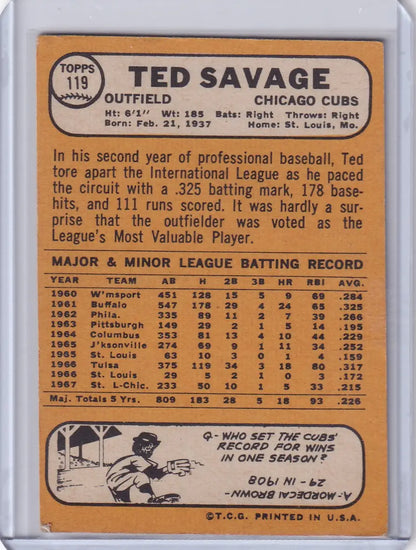 TOPPS
119
TED SAVAGE
OUTFIELD CHICAGO CUBS
Ht: 6'1" Wt: 185 Bats: Right Throws: Right
Born: Feb. 21, 1937 Home: St. Louis, Mo.
In his second year of professional baseball, Ted
tore apart the International League as he paced
the circuit with a .325 batting mark, 178 base-
hits, and 111 runs scored. It was hardly a sur-
prise that the outfielder was voted as the
League's Most Valuable Player.
MAJOR & MINOR LEAGUE BATTING RECORD
YEAR TEAM AB H 2B 3B HR RBI AVG.
1960 W'msport 451 128 15 5 9 69 .284
1961 Buffalo 547 178 29 4 24 65 .325
1962 Phila. 335 89 11 2 7 39 .266
1963 Pittsburgh 149 29 2 1 5 14 .195
1964 Columbus 353 81 13 4 10 44 .229
1965 J'ksonville 274 69 9 1 11 34 .252
1965 St. Louis 63 10 3 0 1 4 .159
1966 Tulsa 375 119 34 3 18 80 .317
1966 St. Louis 29 5 2 1 0 3 .172
1967 St. L-Chic. 233 50 10 1 5 33 .215
Maj. Totals 5 Yrs. 809 183 28 5 18 93 .226
Q-WHO SET THE CUBS'
RECORD FOR WINS
IN ONE SEASON?
A-MORDECAI BROWN-
29-IN 1908
©T.C.G. PRINTED IN U.S.A.